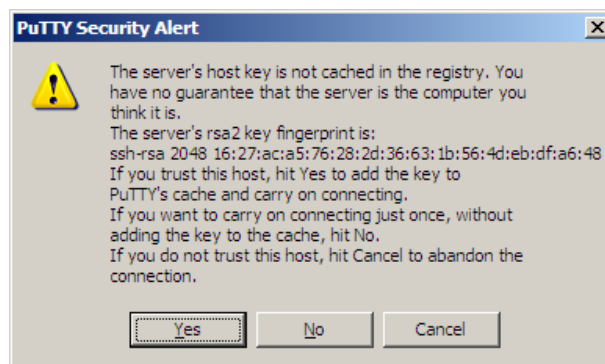 PuTTY Security Alert
The server's host key is not cached in the registry. You
have no guarantee that the server is the computer you
think it is.
The server's rsa2 key fingerprint is:
ssh-rsa 2048 16:27:ac:a5:76:28:2d:36:63:1b:56:4d:eb:df:a6:48
If you trust this host, hit Yes to add the key to
PuTTY's cache and carry on connecting.
If you want to carry on connecting just once, without
adding the key to the cache, hit No.
If you do not trust this host, hit Cancel to abandon the
connection.
Yes No Cancel